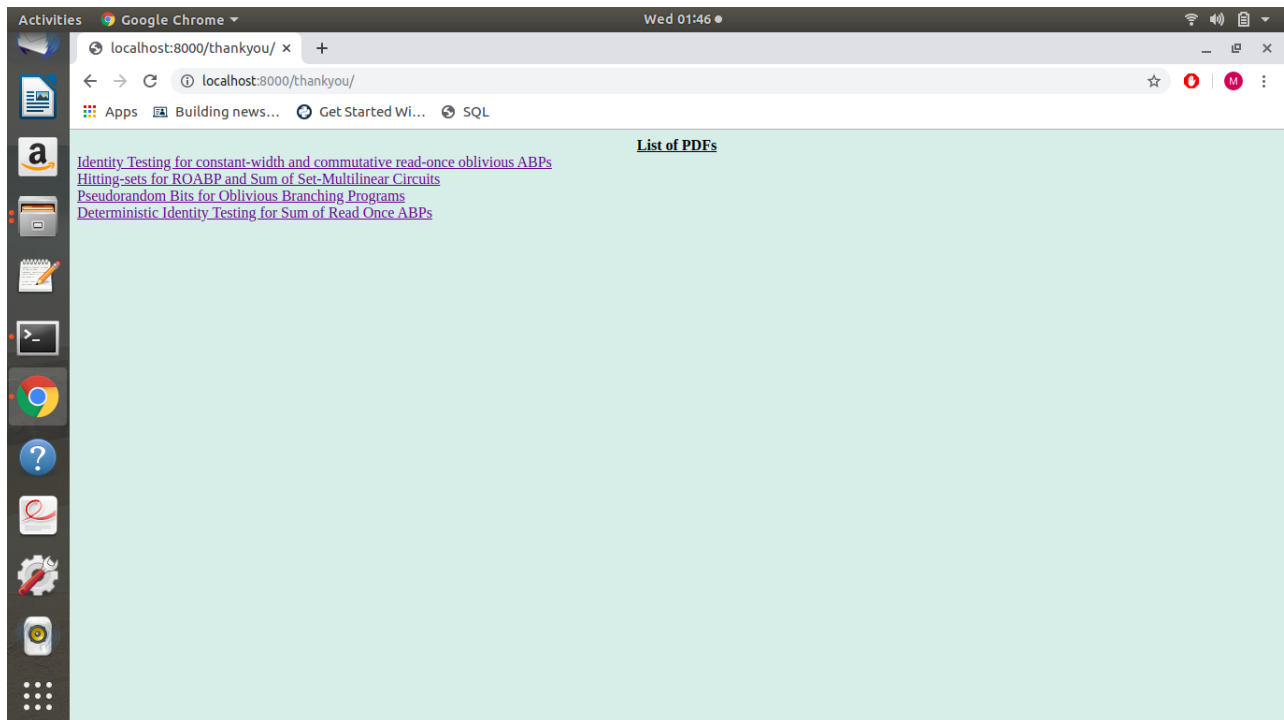 Activities Google Chrome Wed 01:46
localhost:8000/thankyou/
localhost:8000/thankyou/ M
Apps Building news... Get Started Wi... SQL
List of PDFs
Identity Testing for constant-width and commutative read-once oblivious ABPs
Hitting-sets for ROABP and Sum of Set-Multilinear Circuits
Pseudorandom Bits for Oblivious Branching Programs
Deterministic Identity Testing for Sum of Read Once ABPs